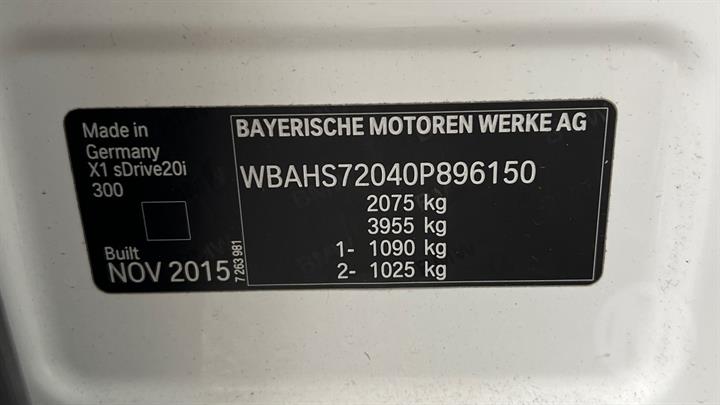 Made in
Germany
X1 sDrive20i
300
Built
NOV 2015
7 263 981
BAYERISCHE MOTOREN WERKE AG
WBAHS72040P896150
2075 kg
3955 kg
1- 1090 kg
2- 1025 kg